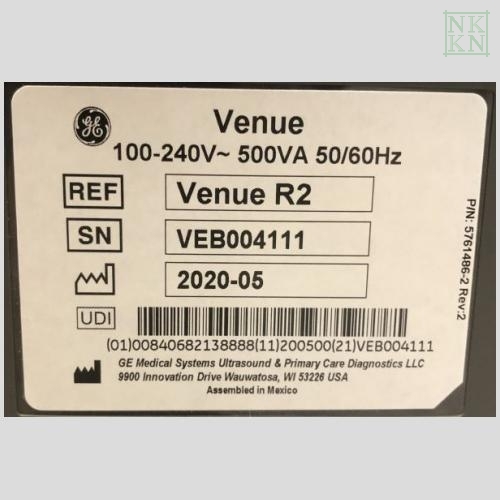 NK
KN
GE
Venue
100-240V~ 500VA 50/60Hz
REF Venue R2
SN VEB004111
2020-05
UDI
(01)00840682138888(11)200500(21)VEB004111
GE Medical Systems Ultrasound & Primary Care Diagnostics LLC
9900 Innovation Drive Wauwatosa, WI 53226 USA
Assembled in Mexico
P/N: 5761486-2 Rev:2